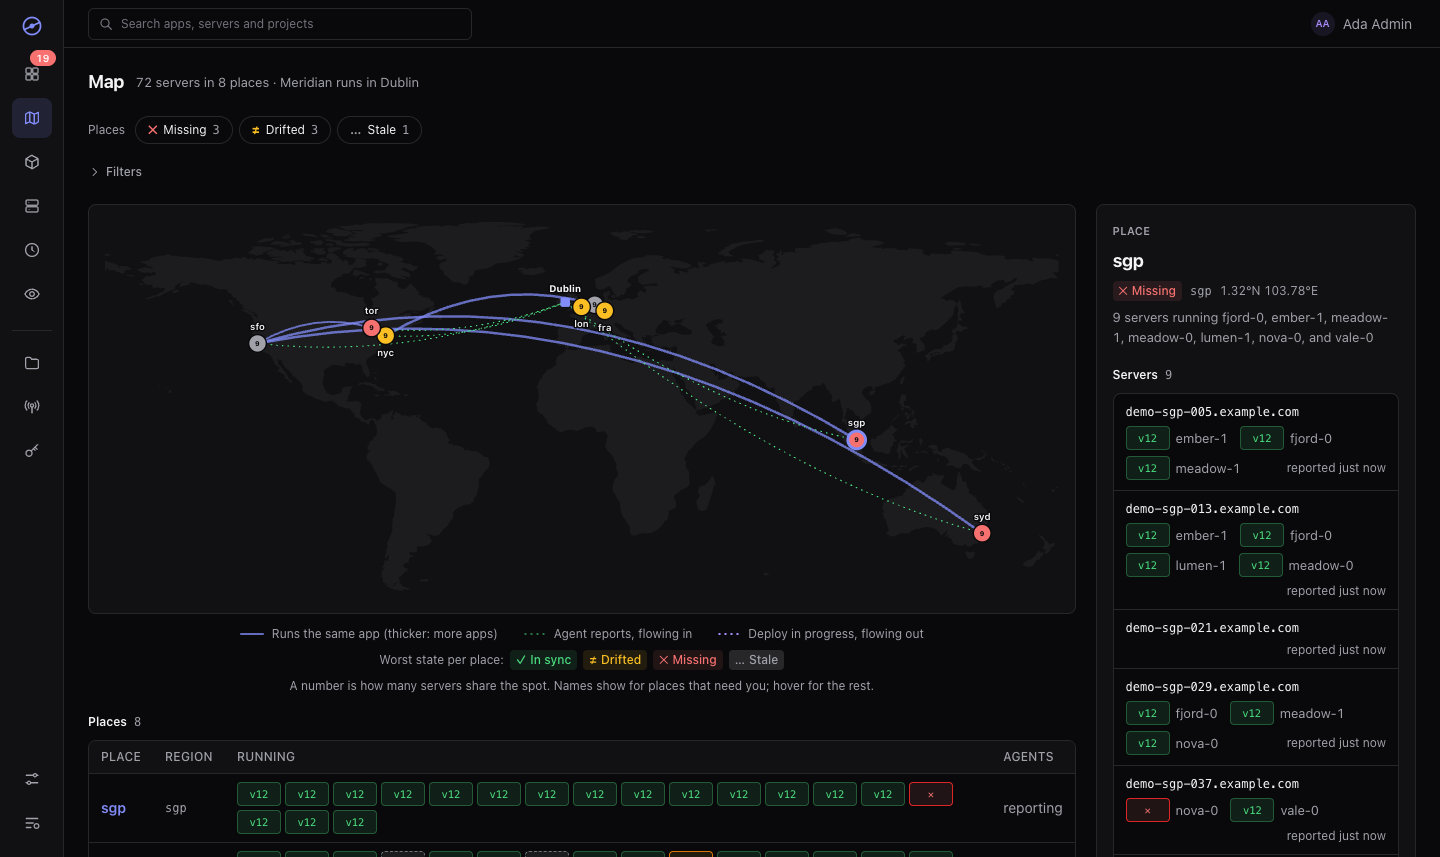 Search apps, servers and projects
AA Ada Admin
19
Map 72 servers in 8 places · Meridian runs in Dublin
Places × Missing 3 ≠ Drifted 3 … Stale 1
Filters
Dublin
tor
9
sfo
9
9
nyc
9
lon
9
9
fra
sgp
9
syd
9
Runs the same app (thicker: more apps) Agent reports, flowing in Deploy in progress, flowing out
Worst state per place: ✓ In sync ≠ Drifted × Missing … Stale
A number is how many servers share the spot. Names show for places that need you; hover for the rest.
Places 8
PLACE REGION RUNNING AGENTS
sgp sgp v12 v12 v12 v12 v12 v12 v12 v12 v12 v12 v12 v12 v12 v12 × reporting
v12 v12 v12
PLACE
sgp
× Missing sgp 1.32°N 103.78°E
9 servers running fjord-0, ember-1, meadow-
1, meadow-0, lumen-1, nova-0, and vale-0
Servers 9
demo-sgp-005.example.com
v12 ember-1 v12 fjord-0
v12 meadow-1 reported just now
demo-sgp-013.example.com
v12 ember-1 v12 fjord-0
v12 lumen-1 v12 meadow-0
reported just now
demo-sgp-021.example.com
reported just now
demo-sgp-029.example.com
v12 fjord-0 v12 meadow-1
v12 nova-0 reported just now
demo-sgp-037.example.com
× nova-0 v12 vale-0
reported just now